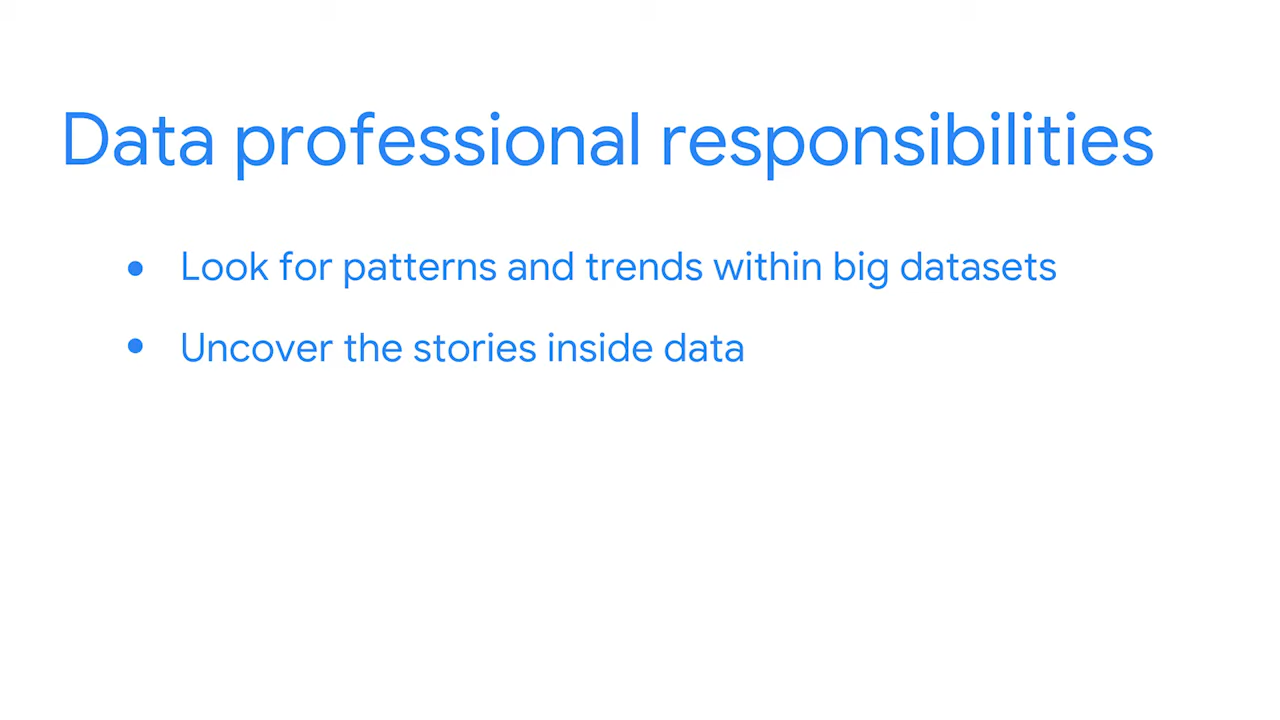 Data professional responsibilities
• Look for patterns and trends within big datasets
• Uncover the stories inside data